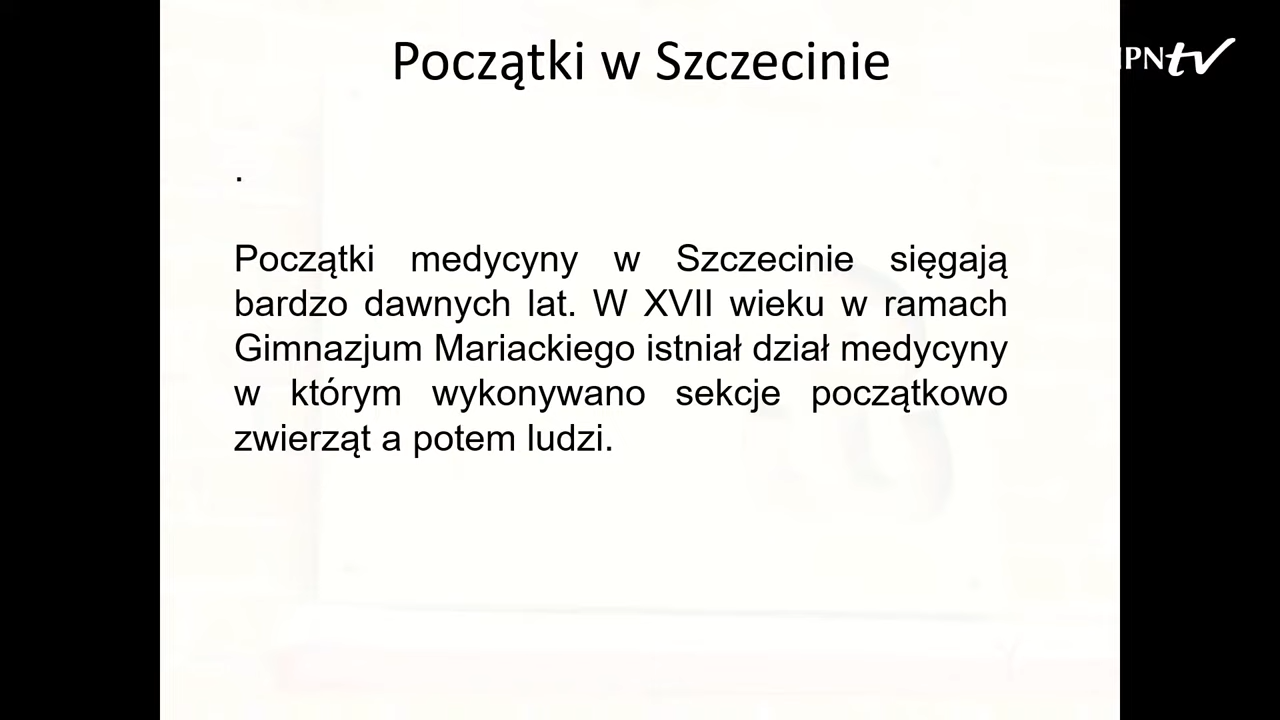 Początki w Szczecinie
IPNtv
.
Początki medycyny w Szczecinie sięgają
bardzo dawnych lat. W XVII wieku w ramach
Gimnazjum Mariackiego istniał dział medycyny
w którym wykonywano sekcje początkowo
zwierząt a potem ludzi.